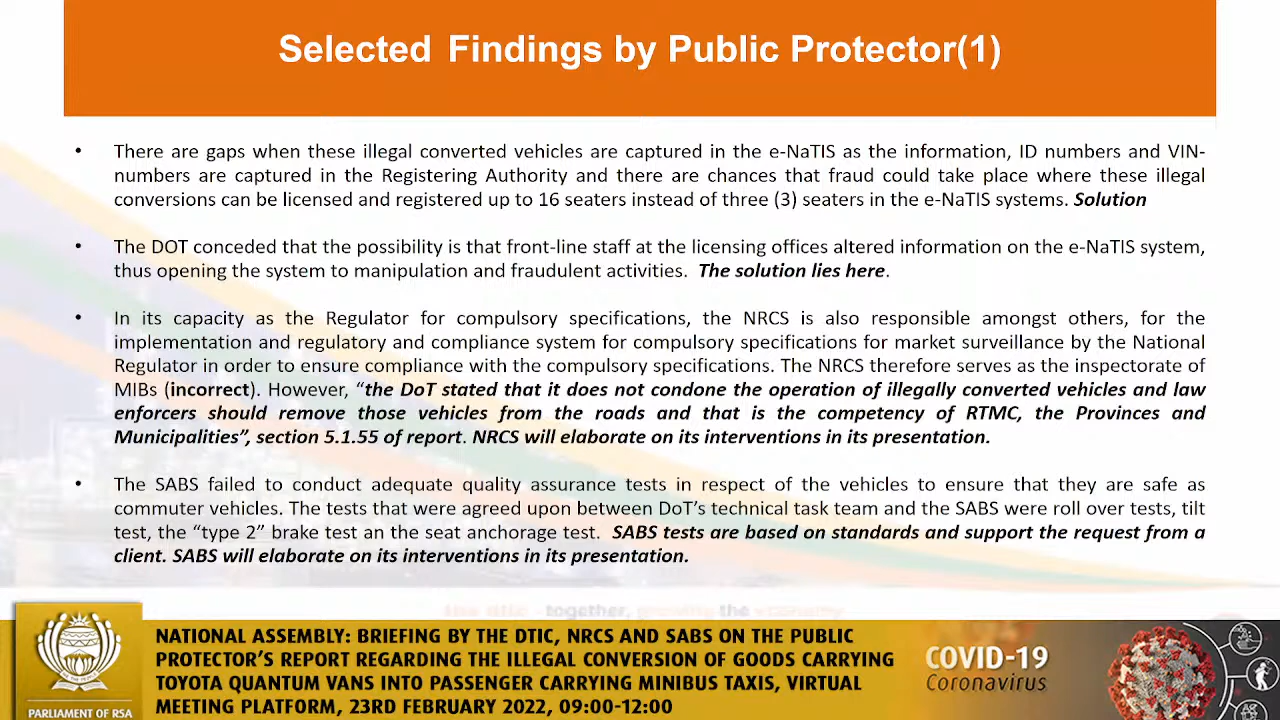 Selected Findings by Public Protector(1)
• There are gaps when these illegal converted vehicles are captured in the e-NaTIS as the information, ID numbers and VIN-
numbers are captured in the Registering Authority and there are chances that fraud could take place where these illegal
conversions can be licensed and registered up to 16 seaters instead of three (3) seaters in the e-NaTIS systems. Solution
• The DOT conceded that the possibility is that front-line staff at the licensing offices altered information on the e-NaTIS system,
thus opening the system to manipulation and fraudulent activities. The solution lies here.
• In its capacity as the Regulator for compulsory specifications, the NRCS is also responsible amongst others, for the
implementation and regulatory and compliance system for compulsory specifications for market surveillance by the National
Regulator in order to ensure compliance with the compulsory specifications. The NRCS therefore serves as the inspectorate of
MIBs (incorrect). However, “the DoT stated that it does not condone the operation of illegally converted vehicles and law
enforcers should remove those vehicles from the roads and that is the competency of RTMC, the Provinces and
Municipalities”, section 5.1.55 of report. NRCS will elaborate on its interventions in its presentation.
• The SABS failed to conduct adequate quality assurance tests in respect of the vehicles to ensure that they are safe as
commuter vehicles. The tests that were agreed upon between DoT’s technical task team and the SABS were roll over tests, tilt
test, the “type 2” brake test an the seat anchorage test. SABS tests are based on standards and support the request from a
client. SABS will elaborate on its interventions in its presentation.
the dtic - together, growing the economy
NATIONAL ASSEMBLY: BRIEFING BY THE DTIC, NRCS AND SABS ON THE PUBLIC
PROTECTOR’S REPORT REGARDING THE ILLEGAL CONVERSION OF GOODS CARRYING
TOYOTA QUANTUM VANS INTO PASSENGER CARRYING MINIBUS TAXIS, VIRTUAL
MEETING PLATFORM, 23RD FEBRUARY 2022, 09:00-12:00
PARLIAMENT OF RSA
COVID-19
Coronavirus